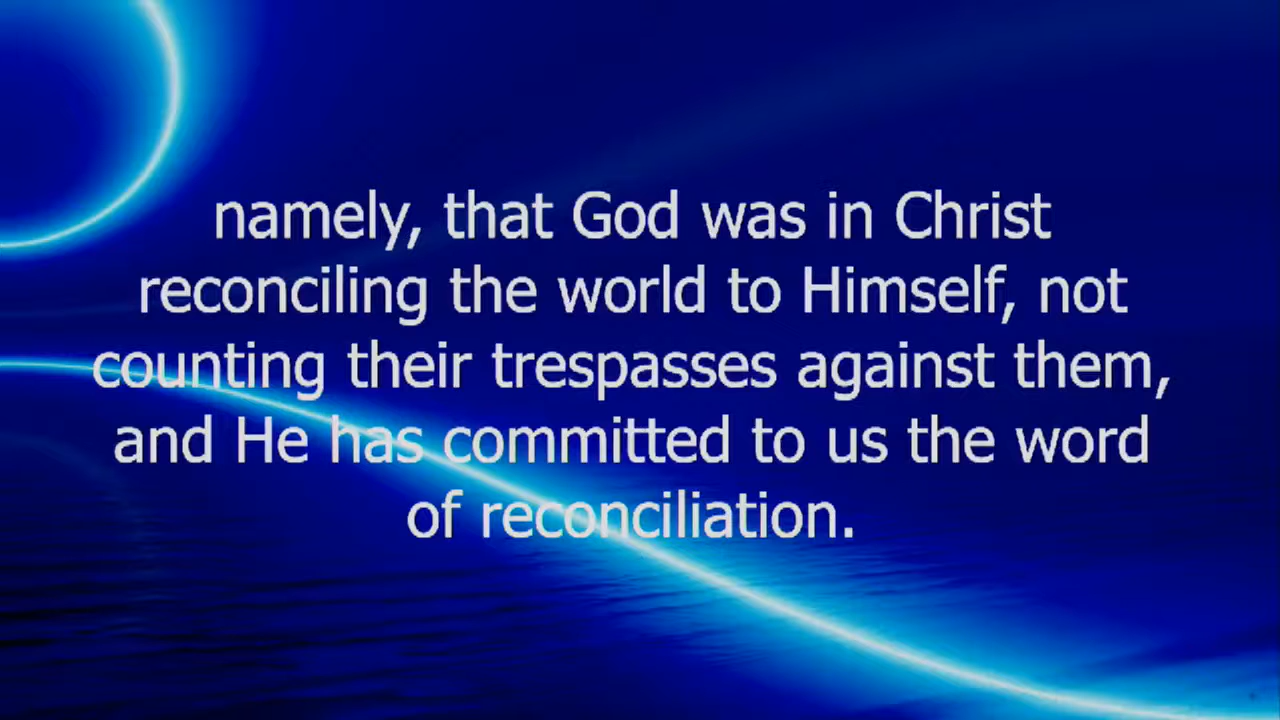 namely, that God was in Christ
reconciling the world to Himself, not
counting their trespasses against them,
and He has committed to us the word
of reconciliation.